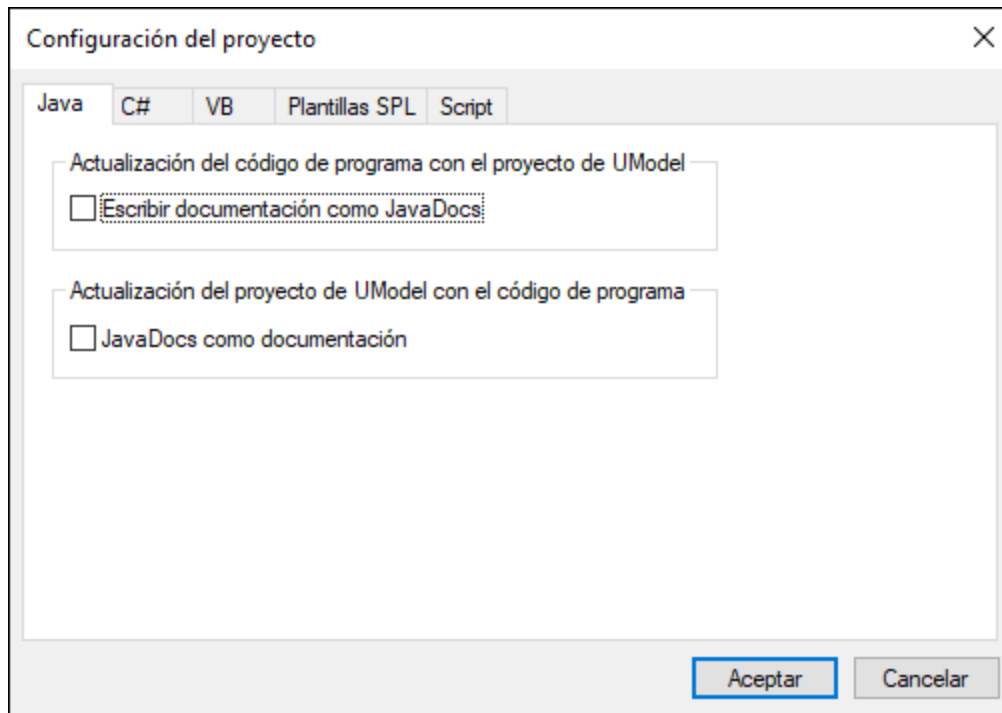 Configuración del proyecto
Java C# VB Plantillas SPL Script
Actualización del código de programa con el proyecto de UModel
Escribir documentación como JavaDocs
Actualización del proyecto de UModel con el código de programa
JavaDocs como documentación
Aceptar Cancelar